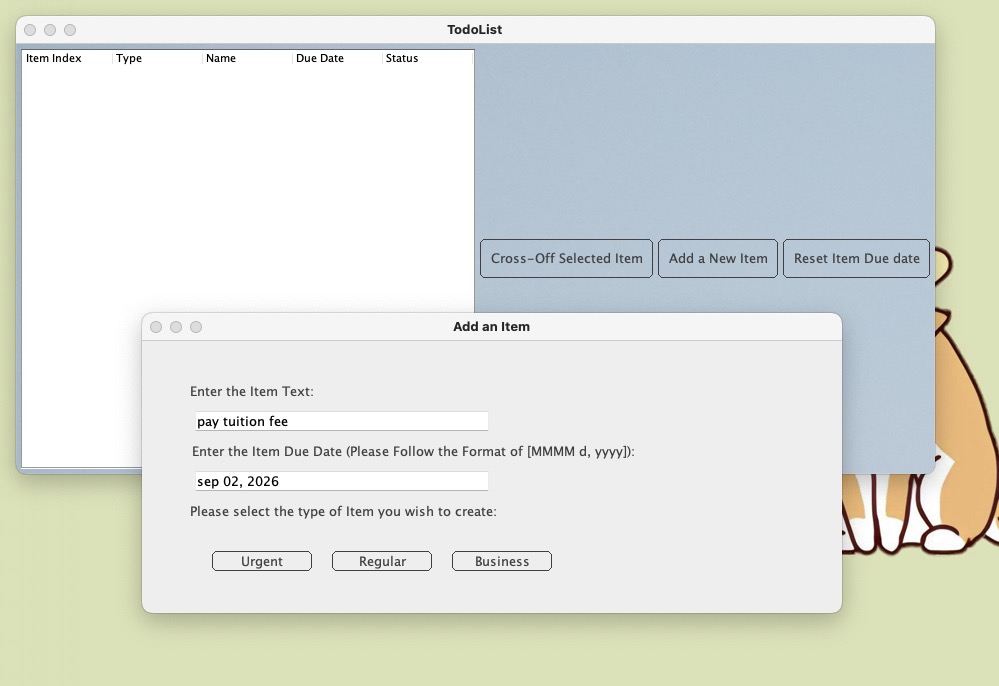 TodoList
Item Index Type Name Due Date Status
Cross-Off Selected Item Add a New Item Reset Item Due date
Add an Item
Enter the Item Text:
pay tuition fee
Enter the Item Due Date (Please Follow the Format of [MMMM d, yyyy]):
sep 02, 2026
Please select the type of Item you wish to create:
Urgent Regular Business